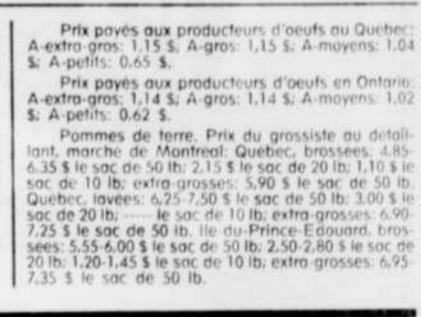 Prix payés aux producteurs d'oeufs au Québec:
A-extra-gros: 1,15 $; A-gros: 1,15 $; A-moyens: 1,04
$; A-petits: 0,65 $.
Prix payés aux producteurs d'oeufs en Ontario:
A-extra-gros: 1,14 $; A-gros: 1,14 $; A-moyens: 1,02
$; A-petits: 0,62 $.
Pommes de terre. Prix du grossiste au détail-
lant, marche de Montréal: Québec, brossées: 4,85-
6,35 $ le sac de 50 lb; 2,15 $ le sac de 20 lb; 1,10 $ le
sac de 10 lb; extra-grosses: 5,90 $ le sac de 50 lb.
Québec, lavées: 6,25-7,50 $ le sac de 50 lb; 3,00 $ le
sac de 20 lb; ----- le sac de 10 lb; extra-grosses: 6,90-
7,25 $ le sac de 50 lb. Ile-du-Prince-Edouard, bros-
sées: 5,55-6,00 $ le sac de 50 lb; 2,50-2,80 $ le sac de
20 lb; 1,20-1,45 $ le sac de 10 lb; extra-grosses: 6,95-
7,35 $ le sac de 50 lb.